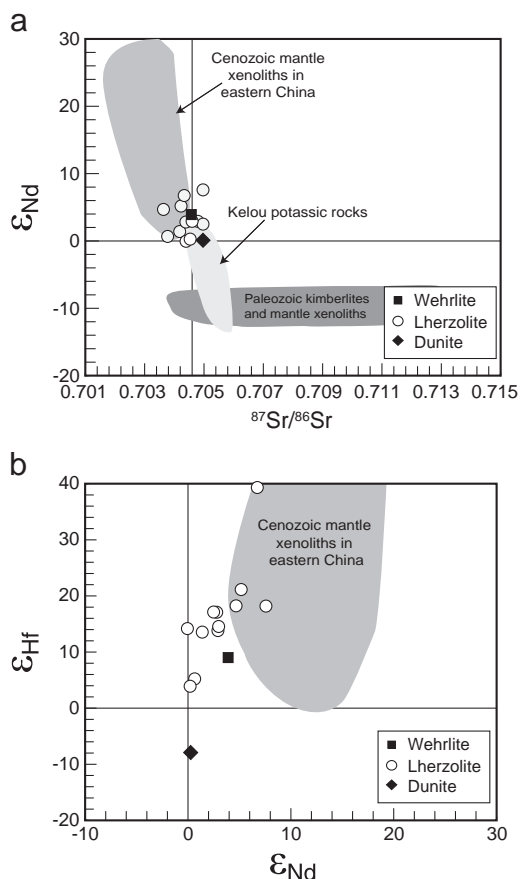 a
30
20
10
0
-10
-20
εNd
Cenozoic mantle
xenoliths in
eastern China
Kelou potassic rocks
Paleozoic kimberlites
and mantle xenoliths
Wehrlite
Lherzolite
Dunite
0.701 0.703 0.705 0.707 0.709 0.711 0.713 0.715
⁸⁷Sr/⁸⁶Sr
b
40
30
20
10
0
-10
-20
εHf
Cenozoic mantle
xenoliths in
eastern China
Wehrlite
Lherzolite
Dunite
-10 0 10 20 30
εNd